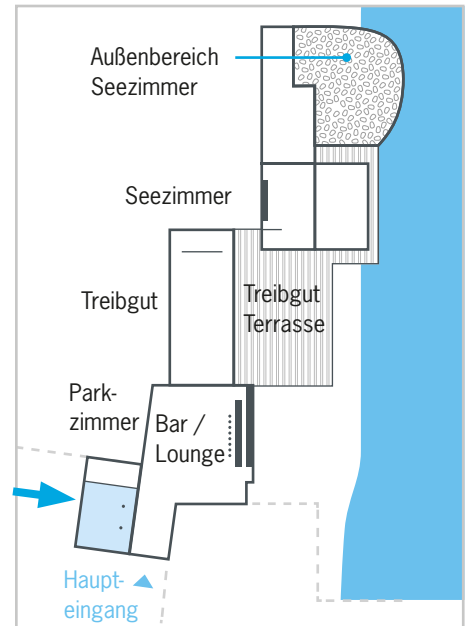 Außenbereich
Seezimmer
Seezimmer
Treibgut
Treibgut
Terrasse
Park-
zimmer
Bar /
Lounge
Haupt-
eingang